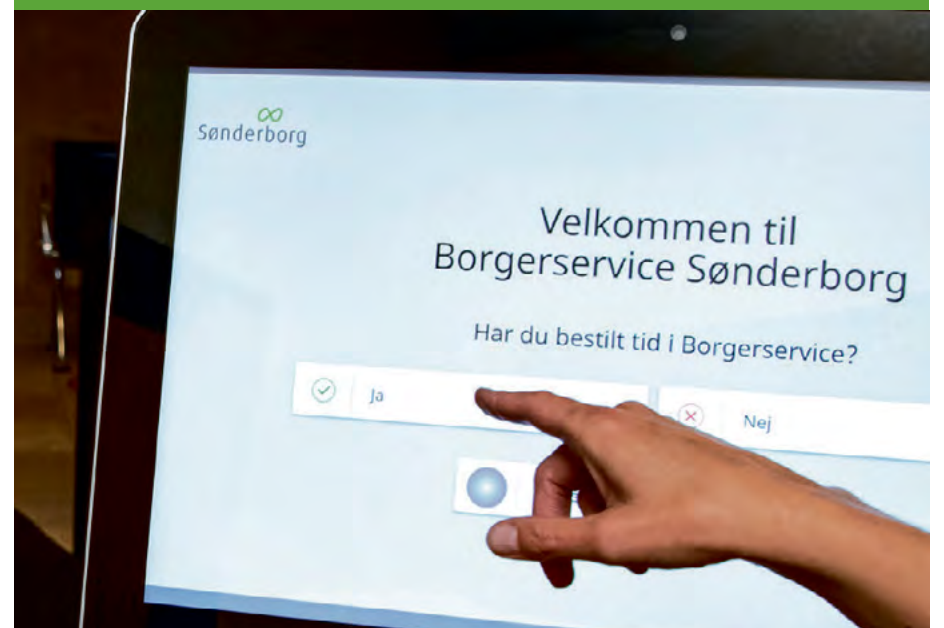 Sønderborg
Velkommen til
Borgerservice Sønderborg
Har du bestilt tid i Borgerservice?
Ja
Nej